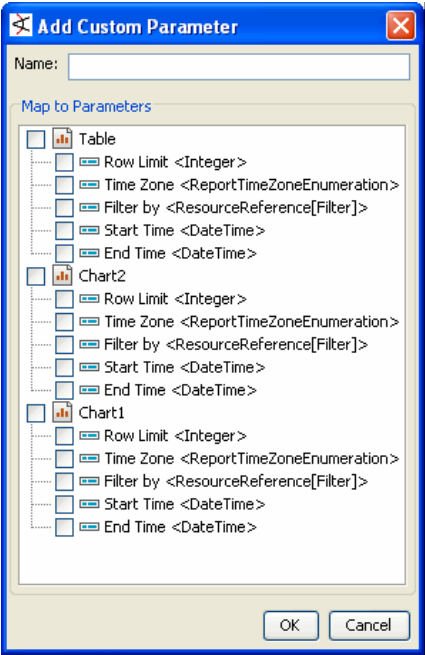 Add Custom Parameter
Name:
Map to Parameters
Table
Row Limit <Integer>
Time Zone <ReportTimeZoneEnumeration>
Filter by <ResourceReference[Filter]>
Start Time <DateTime>
End Time <DateTime>
Chart2
Row Limit <Integer>
Time Zone <ReportTimeZoneEnumeration>
Filter by <ResourceReference[Filter]>
Start Time <DateTime>
End Time <DateTime>
Chart1
Row Limit <Integer>
Time Zone <ReportTimeZoneEnumeration>
Filter by <ResourceReference[Filter]>
Start Time <DateTime>
End Time <DateTime>
OK Cancel